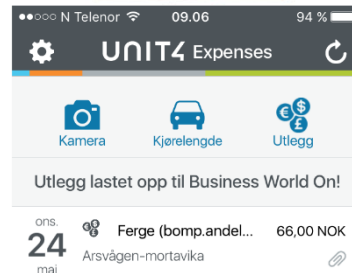 N Telenor 09.06 94 %
UNIT4 Expenses
Kamera Kjørelengde Utlegg
Utlegg lastet opp til Business World On!
ons.
24 Ferge (bomp.andel... 66,00 NOK
Arsvågen-mortavika
mai